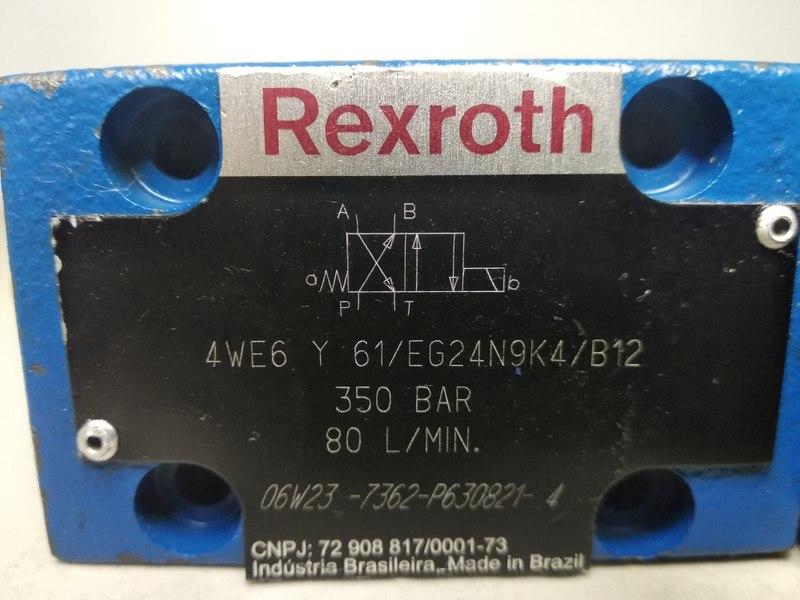 Rexroth
A B
a b
P T
4WE6 Y 61/EG24N9K4/B12
350 BAR
80 L/MIN.
06W23 -7362-P630821- 4
CNPJ: 72 908 817/0001-73
Indústria Brasileira, Made in Brazil